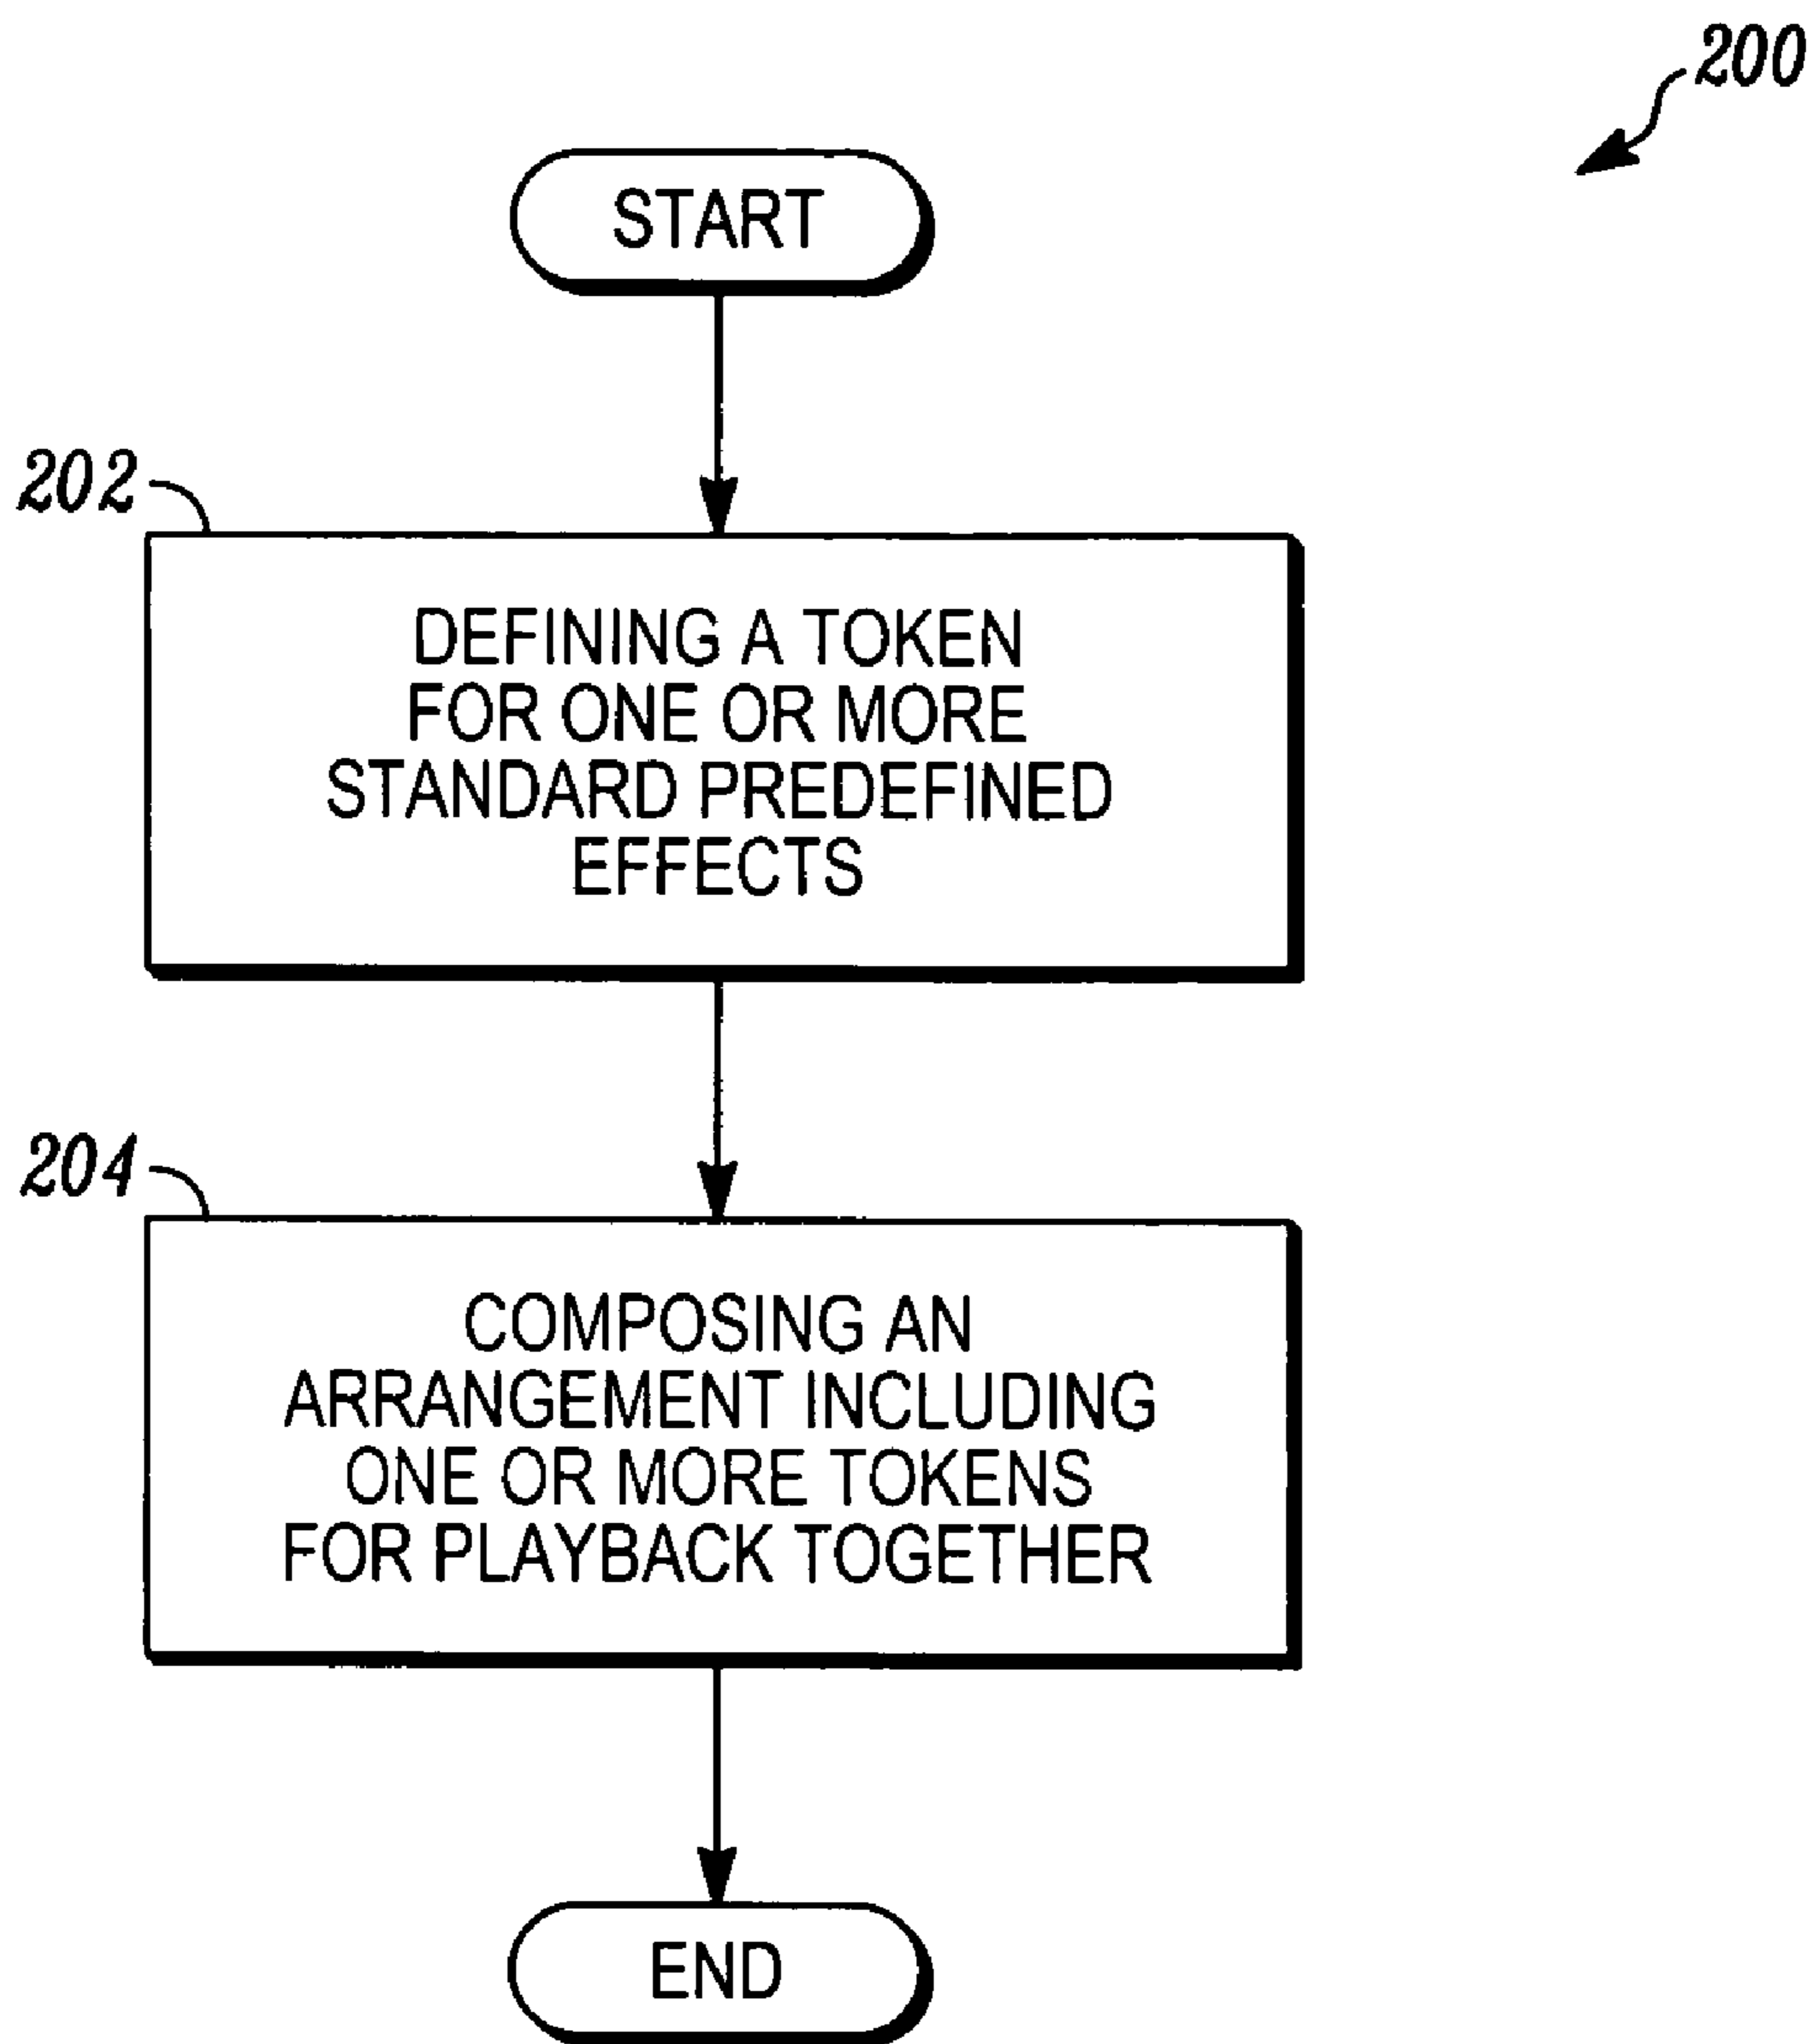 200
START
202
DEFINING A TOKEN
FOR ONE OR MORE
STANDARD PREDEFINED
EFFECTS
204
COMPOSING AN
ARRANGEMENT INCLUDING
ONE OR MORE TOKENS
FOR PLAYBACK TOGETHER
END